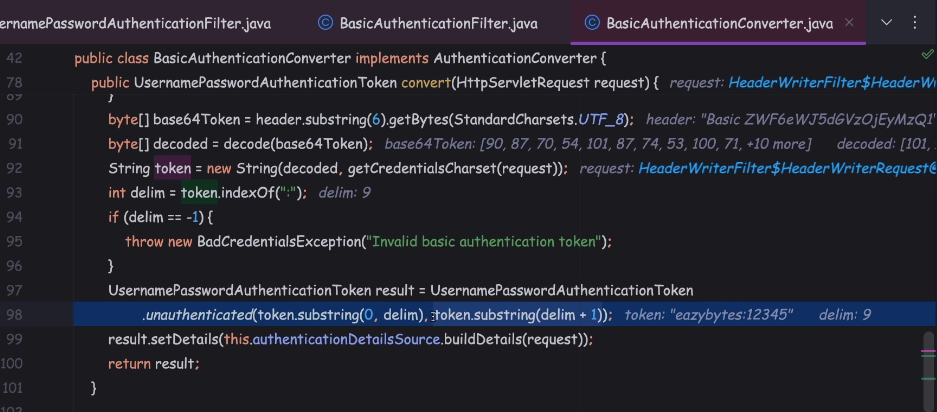 ernamePasswordAuthenticationFilter.java BasicAuthenticationFilter.java BasicAuthenticationConverter.java
42 public class BasicAuthenticationConverter implements AuthenticationConverter {
78 public UsernamePasswordAuthenticationToken convert(HttpServletRequest request) { request: HeaderWriterFilter$HeaderWr
89 }
90 byte[] base64Token = header.substring(6).getBytes(StandardCharsets.UTF_8); header: "Basic ZWF6eWJ5dGVzOjEyMzQ1"
91 byte[] decoded = decode(base64Token); base64Token: [90, 87, 70, 54, 101, 87, 74, 53, 100, 71, +10 more] decoded: [101,
92 String token = new String(decoded, getCredentialsCharset(request)); request: HeaderWriterFilter$HeaderWriterRequest@
93 int delim = token.indexOf(":"); delim: 9
94 if (delim == -1) {
95 throw new BadCredentialsException("Invalid basic authentication token");
96 }
97 UsernamePasswordAuthenticationToken result = UsernamePasswordAuthenticationToken
98 .unauthenticated(token.substring(0, delim), token.substring(delim + 1)); token: "eazybytes:12345" delim: 9
99 result.setDetails(this.authenticationDetailsSource.buildDetails(request));
100 return result;
101 }